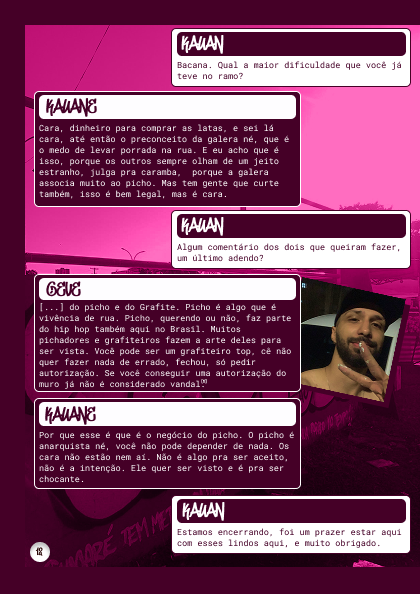 KAUAN
Bacana. Qual a maior dificuldade que você já
teve no ramo?
KAUANE
Cara, dinheiro para comprar as latas, e sei lá
cara, até então o preconceito da galera né, que é
o medo de levar porrada na rua. E eu acho que é
isso, porque os outros sempre olham de um jeito
estranho, julga pra caramba,  porque a galera
associa muito ao picho. Mas tem gente que curte
também, isso é bem legal, mas é cara.
KAUAN
Algum comentário dos dois que queiram fazer,
um último adendo?
GEVE
[...] do picho e do Grafite. Picho é algo que é
vivência de rua. Picho, querendo ou não, faz parte
do hip hop também aqui no Brasil. Muitos
pichadores e grafiteiros fazem a arte deles para
ser vista. Você pode ser um grafiteiro top, cê não
quer fazer nada de errado, fechou, só pedir
autorização. Se você conseguir uma autorização do
muro já não é considerado vandal.
KAUANE
Por que esse é que é o negócio do picho. O picho é
anarquista né, você não pode depender de nada. Os
cara não estão nem aí. Não é algo pra ser aceito,
não é a intenção. Ele quer ser visto e é pra ser
chocante.
KAUAN
Estamos encerrando, foi um prazer estar aqui
com esses lindos aqui, e muito obrigado.